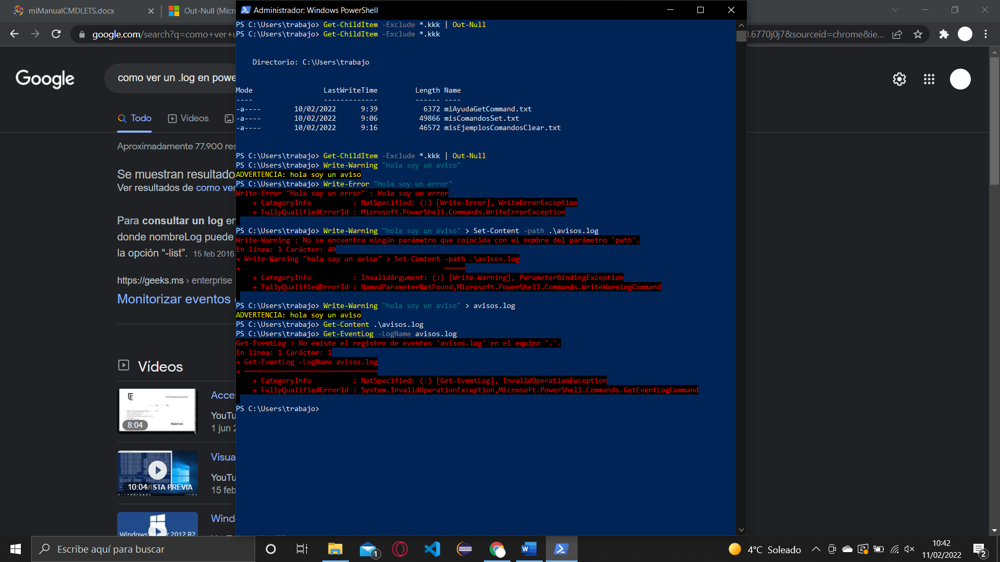 miManualCMDLETS.docx
Out-Null (Micro
Administrador: Windows PowerShell
google.com/search?q=como+ver+u
0.6770j0j7&sourceid=chrome&ie...
Google
como ver un .log en powe
Todo
Vídeos
Aproximadamente 77.900 res
Se muestran resultado
Ver resultados de como ver
Para consultar un log en
donde nombreLog puede
la opción “-list”. 15 feb 2016
https://geeks.ms › enterprise
Monitorizar eventos
Vídeos
8:04
Acce
YouTu
1 jun 2
10:04
VISTA PREVIA
Visua
YouTu
15 feb
Windows Server 2012 R2
Wind
PS C:\Users\trabajo> Get-ChildItem -Exclude *.kkk | Out-Null
PS C:\Users\trabajo> Get-ChildItem -Exclude *.kkk
Directorio: C:\Users\trabajo
Mode LastWriteTime Length Name
---- ------------- ------ ----
-a---- 10/02/2022 9:39 6372 miAyudaGetCommand.txt
-a---- 10/02/2022 9:06 49866 misComandosSet.txt
-a---- 10/02/2022 9:16 46572 misEjemplosComandosClear.txt
PS C:\Users\trabajo> Get-ChildItem -Exclude *.kkk | Out-Null
PS C:\Users\trabajo> Write-Warning "hola soy un aviso"
ADVERTENCIA: hola soy un aviso
PS C:\Users\trabajo> Write-Error "Hola soy un error"
Write-Error "Hola soy un error" : Hola soy un error
+ CategoryInfo : NotSpecified: (:) [Write-Error], WriteErrorException
+ FullyQualifiedErrorId : Microsoft.PowerShell.Commands.WriteErrorException
PS C:\Users\trabajo> Write-Warning "hola soy un aviso" > Set-Content -path .\avisos.log
Write-Warning : No se encuentra ningún parámetro que coincida con el nombre del parámetro 'path'.
En línea: 1 Carácter: 49
+ Write-Warning "hola soy un aviso" > Set-Content -path .\avisos.log
+ ~~~~~
+ CategoryInfo : InvalidArgument: (:) [Write-Warning], ParameterBindingException
+ FullyQualifiedErrorId : NamedParameterNotFound,Microsoft.PowerShell.Commands.WriteWarningCommand
PS C:\Users\trabajo> Write-Warning "hola soy un aviso" > avisos.log
ADVERTENCIA: hola soy un aviso
PS C:\Users\trabajo> Get-Content .\avisos.log
PS C:\Users\trabajo> Get-EventLog -LogName avisos.log
Get-EventLog : No existe el registro de eventos 'avisos.log' en el equipo '.'.
En línea: 1 Carácter: 1
+ Get-EventLog -LogName avisos.log
+ ~~~~~~~~~~~~~~~~~~~~~~~~~~~~~~~~
+ CategoryInfo : NotSpecified: (:) [Get-EventLog], InvalidOperationException
+ FullyQualifiedErrorId : System.InvalidOperationException,Microsoft.PowerShell.Commands.GetEventLogCommand
PS C:\Users\trabajo>
Escribe aquí para buscar
1
4°C Soleado
10:42
11/02/2022
2